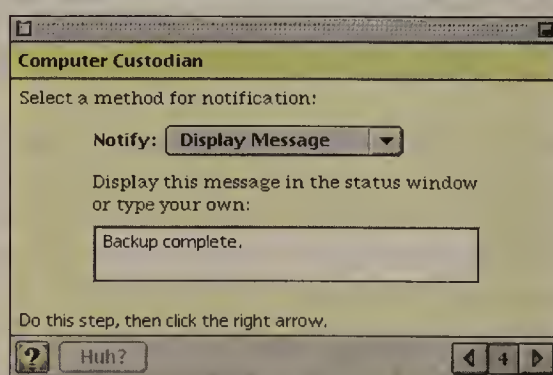 Computer Custodian
Select a method for notification:
Notify: Display Message
Display this message in the status window
or type your own:
Backup complete.
Do this step, then click the right arrow.
? Huh? 4